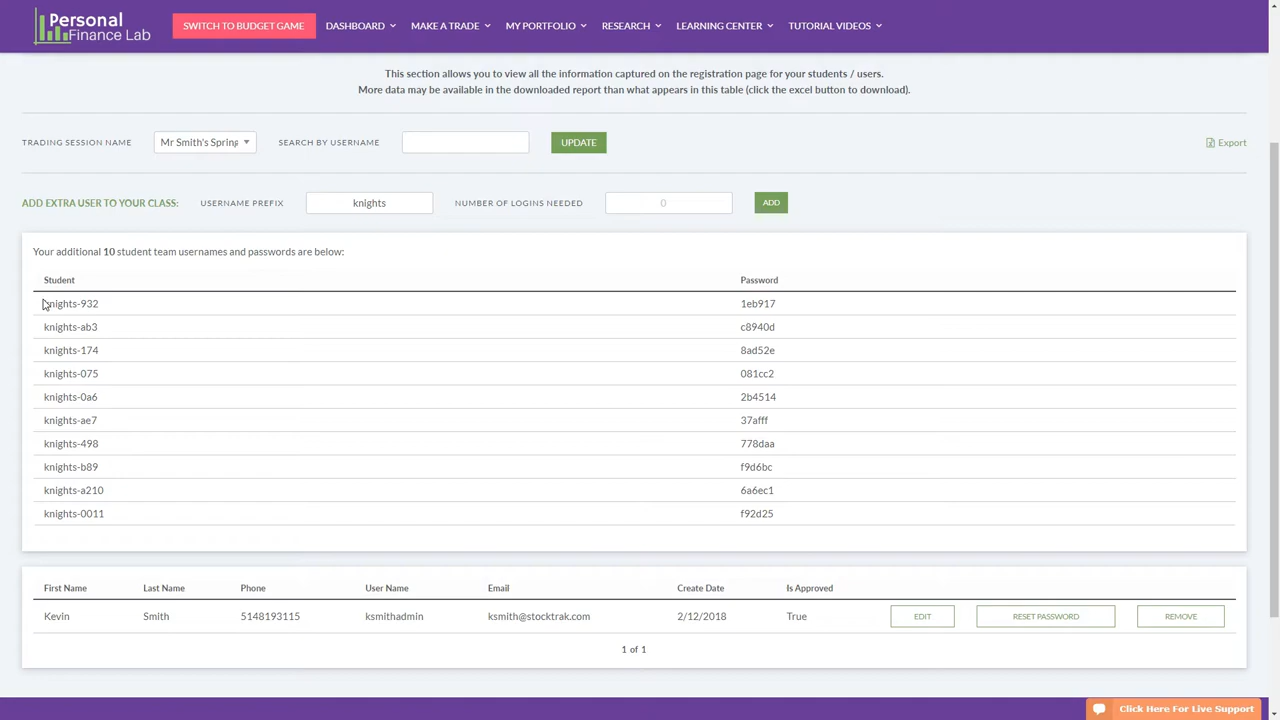 Personal
Finance Lab
SWITCH TO BUDGET GAME
DASHBOARD
MAKE A TRADE
MY PORTFOLIO
RESEARCH
LEARNING CENTER
TUTORIAL VIDEOS
This section allows you to view all the information captured on the registration page for your students / users.
More data may be available in the downloaded report than what appears in this table (click the excel button to download).
TRADING SESSION NAME Mr Smith's Spring SEARCH BY USERNAME UPDATE Export
ADD EXTRA USER TO YOUR CLASS: USERNAME PREFIX knights NUMBER OF LOGINS NEEDED 0 ADD
Your additional 10 student team usernames and passwords are below:
Student Password
knights-932 1eb917
knights-ab3 c8940d
knights-174 8ad52e
knights-075 081cc2
knights-0a6 2b4514
knights-ae7 37afff
knights-498 778daa
knights-b89 f9d6bc
knights-a210 6a6ec1
knights-0011 f92d25
First Name Last Name Phone User Name Email Create Date Is Approved
Kevin Smith 5148193115 ksmithadmin ksmith@stocktrak.com 2/12/2018 True EDIT RESET PASSWORD REMOVE
1 of 1
Click Here For Live Support